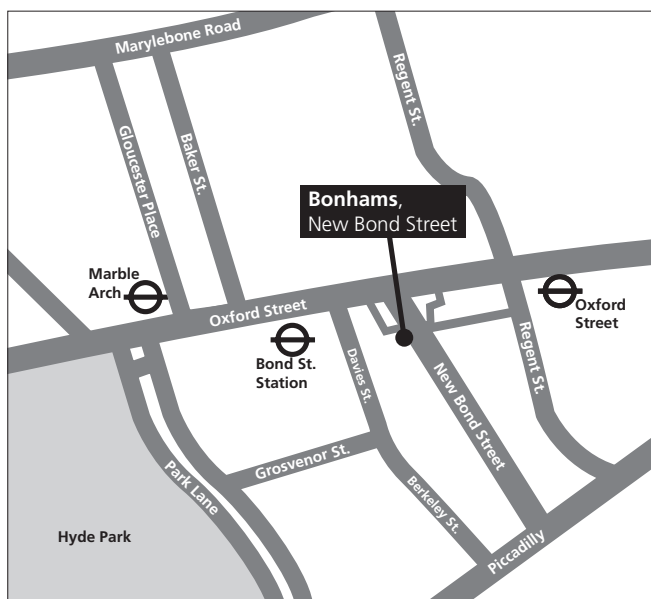 Marylebone Road
Regent St.
Gloucester Place
Baker St.
Bonhams,
New Bond Street
Marble
Arch
Oxford Street
Oxford
Street
Bond St.
Station
Davies St.
New Bond Street
Regent St.
Grosvenor St.
Park Lane
Berkeley St.
Hyde Park
Piccadilly